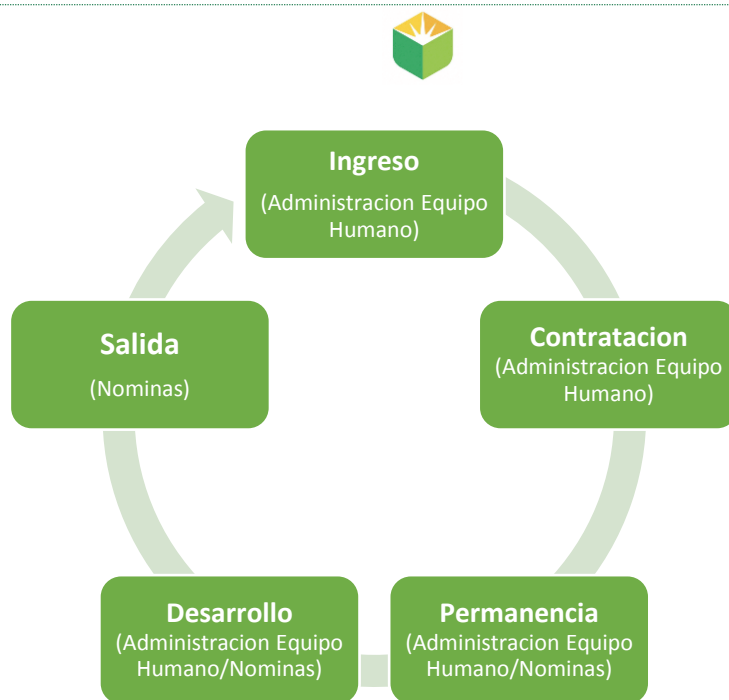 Ingreso
(Administracion Equipo
Humano)
Contratacion
(Administracion Equipo
Humano)
Permanencia
(Administracion Equipo
Humano/Nominas)
Desarrollo
(Administracion Equipo
Humano/Nominas)
Salida
(Nominas)